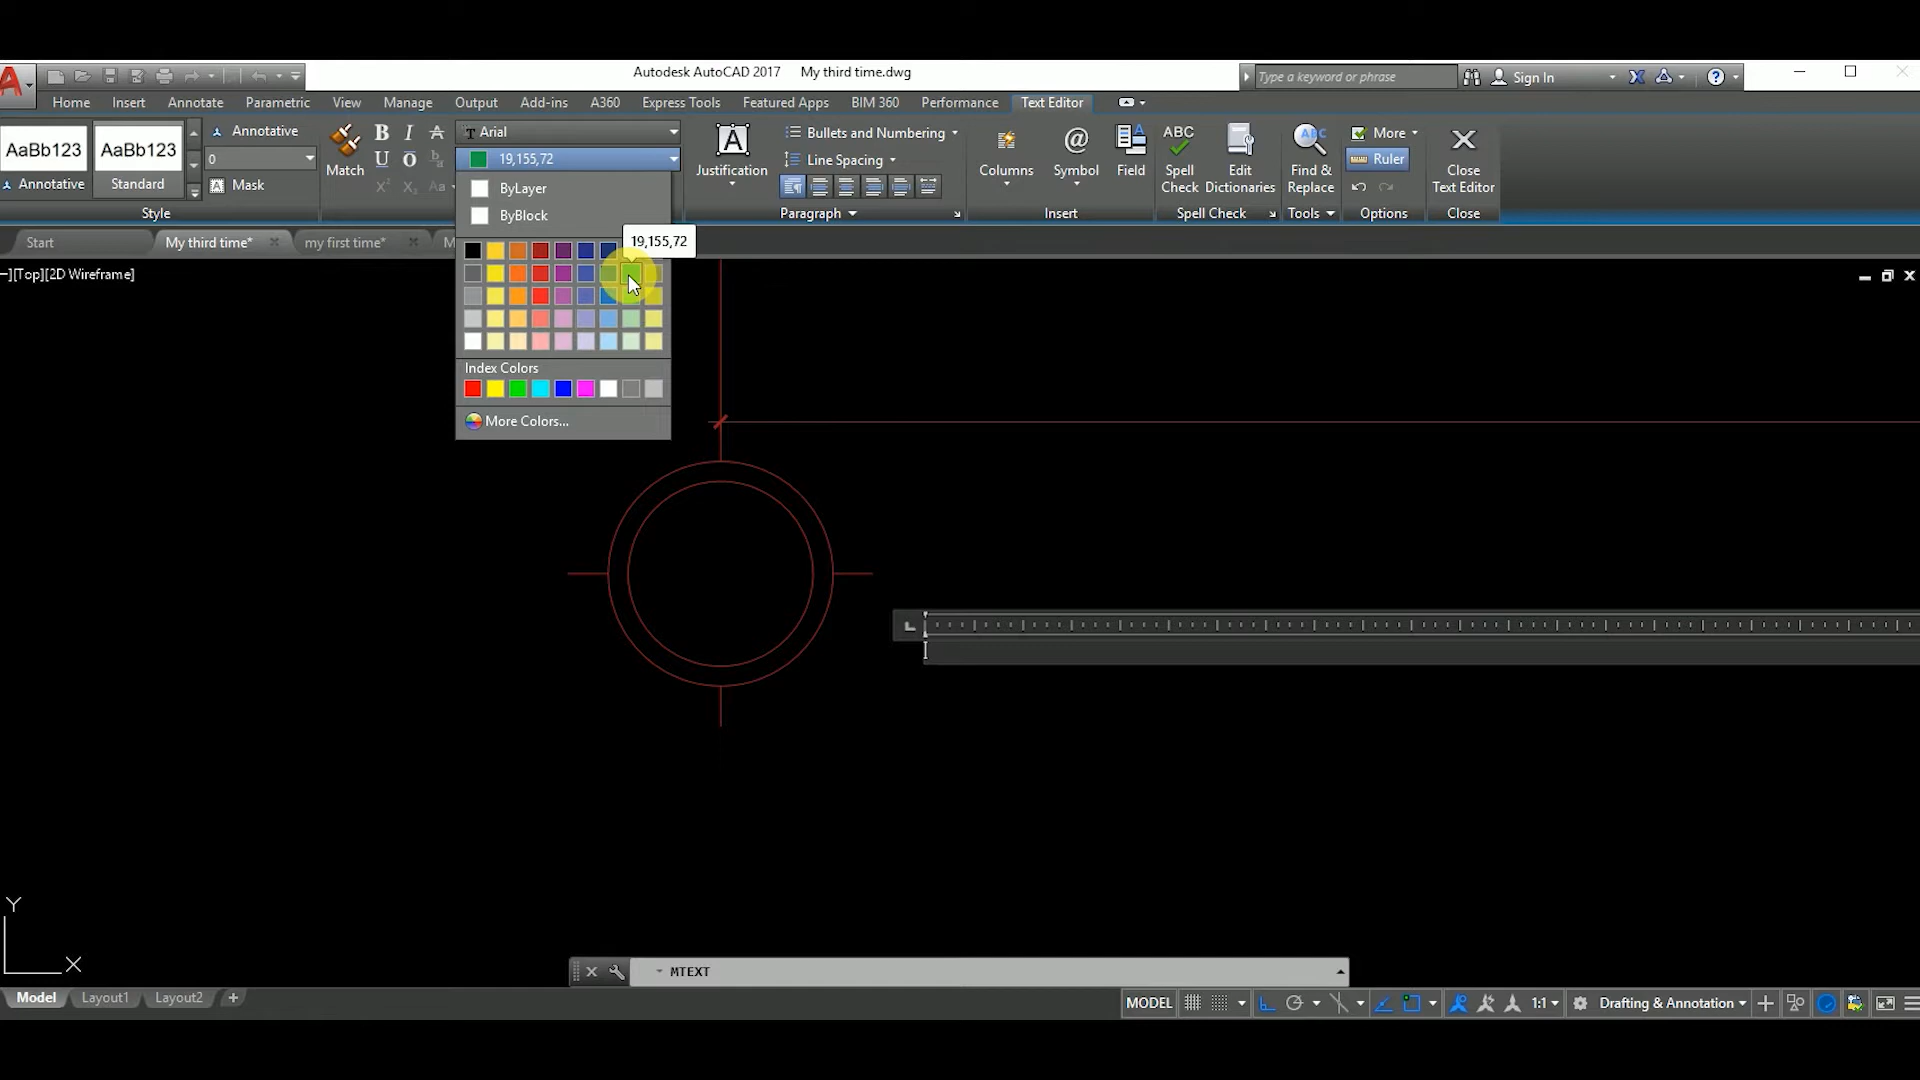 Autodesk AutoCAD 2017 My third time.dwg
Type a keyword or phrase
Sign In
Home Insert Annotate Parametric View Manage Output Add-ins A360 Express Tools Featured Apps BIM 360 Performance Text Editor
AaBb123
Annotative
AaBb123
Standard
Annotative
0
Mask
Style
Match
B I A
U O
Arial
19,155,72
ByLayer
ByBlock
19,155,72
Index Colors
More Colors...
A
Justification
Bullets and Numbering
Line Spacing
Paragraph
Columns
@
Symbol
Field
Insert
ABC
Spell
Check
Edit
Dictionaries
Spell Check
ABC
Find &
Replace
Tools
More
Ruler
Options
Close
Text Editor
Close
Start My third time* my first time* M
−][Top][2D Wireframe]
Y
X
MTEXT
Model Layout1 Layout2 +
MODEL 1:1 Drafting & Annotation